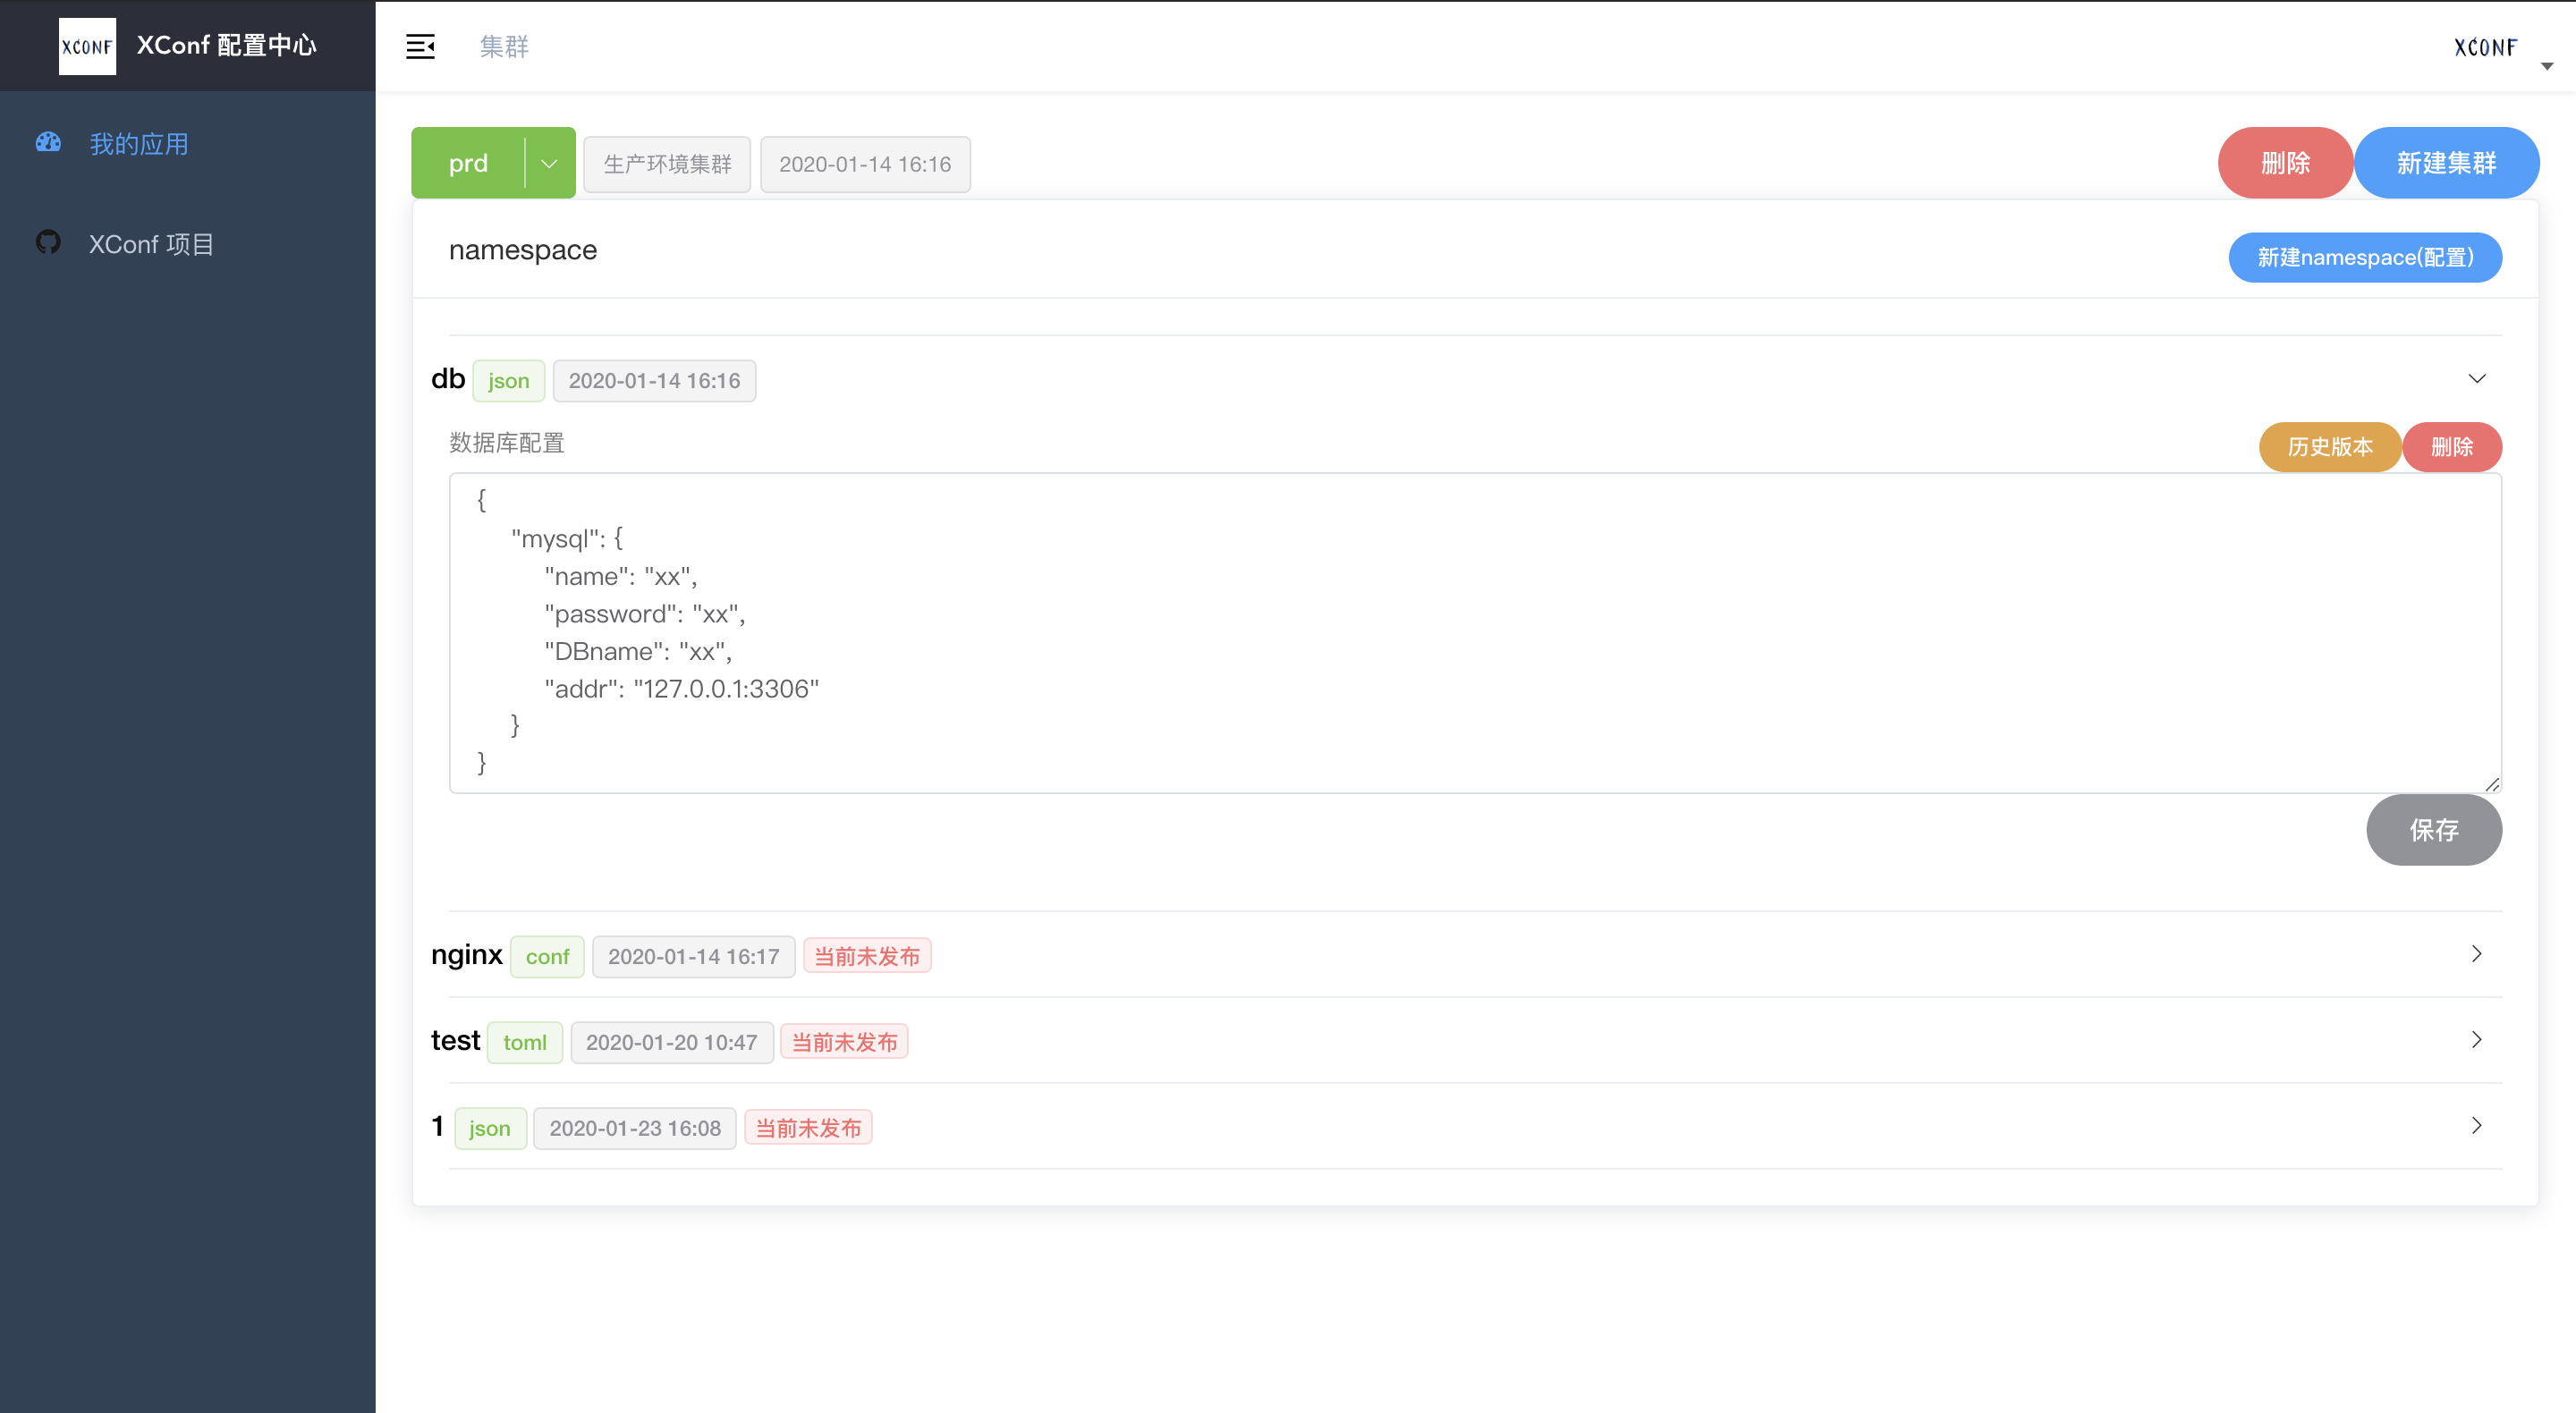 XCONF
XConf 配置中心
集群
XCONF
我的应用
XConf 项目
prd
生产环境集群
2020-01-14 16:16
删除
新建集群
namespace
新建namespace(配置)
db json 2020-01-14 16:16
数据库配置
历史版本
删除
{
"mysql": {
"name": "xx",
"password": "xx",
"DBname": "xx",
"addr": "127.0.0.1:3306"
}
}
保存
nginx conf 2020-01-14 16:17 当前未发布
test toml 2020-01-20 10:47 当前未发布
1 json 2020-01-23 16:08 当前未发布